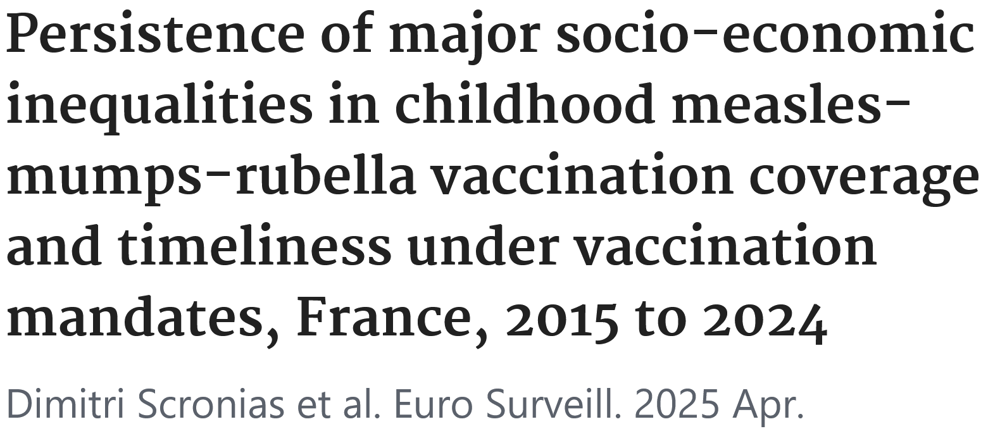 Persistence of major socio-economic
inequalities in childhood measles-
mumps-rubella vaccination coverage
and timeliness under vaccination
mandates, France, 2015 to 2024
Dimitri Scronias et al. Euro Surveill. 2025 Apr.